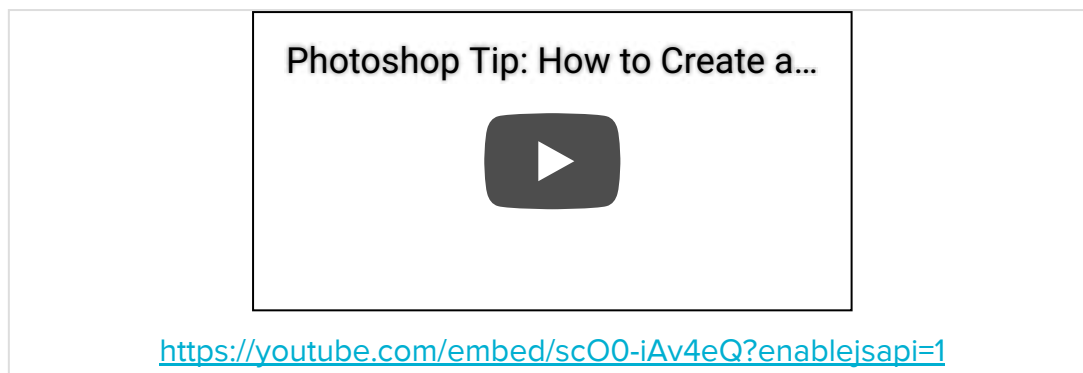 Photoshop Tip: How to Create a...
https://youtube.com/embed/scO0-iAv4eQ?enablejsapi=1